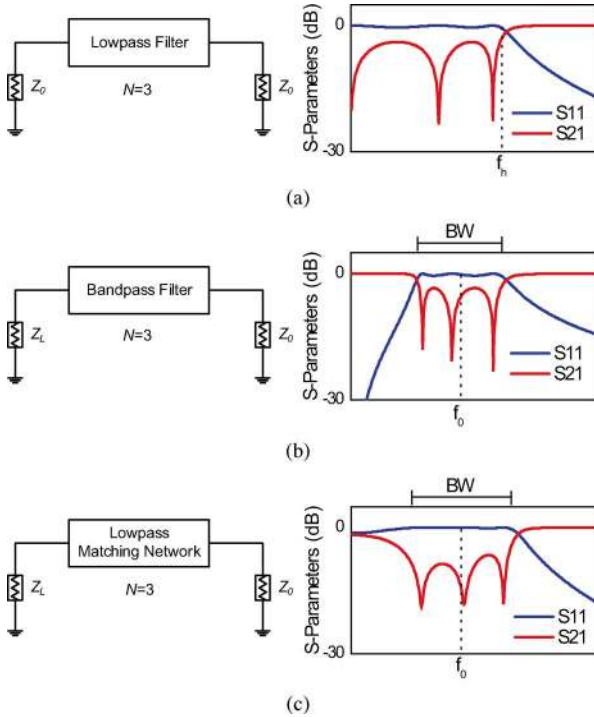 Lowpass Filter
N=3
Z0
Z0
S-Parameters (dB)
0
-30
S11
S21
fh
(a)
Bandpass Filter
N=3
ZL
Z0
BW
S-Parameters (dB)
0
-30
S11
S21
f0
(b)
Lowpass
Matching Network
N=3
ZL
Z0
BW
S-Parameters (dB)
0
-30
S11
S21
f0
(c)